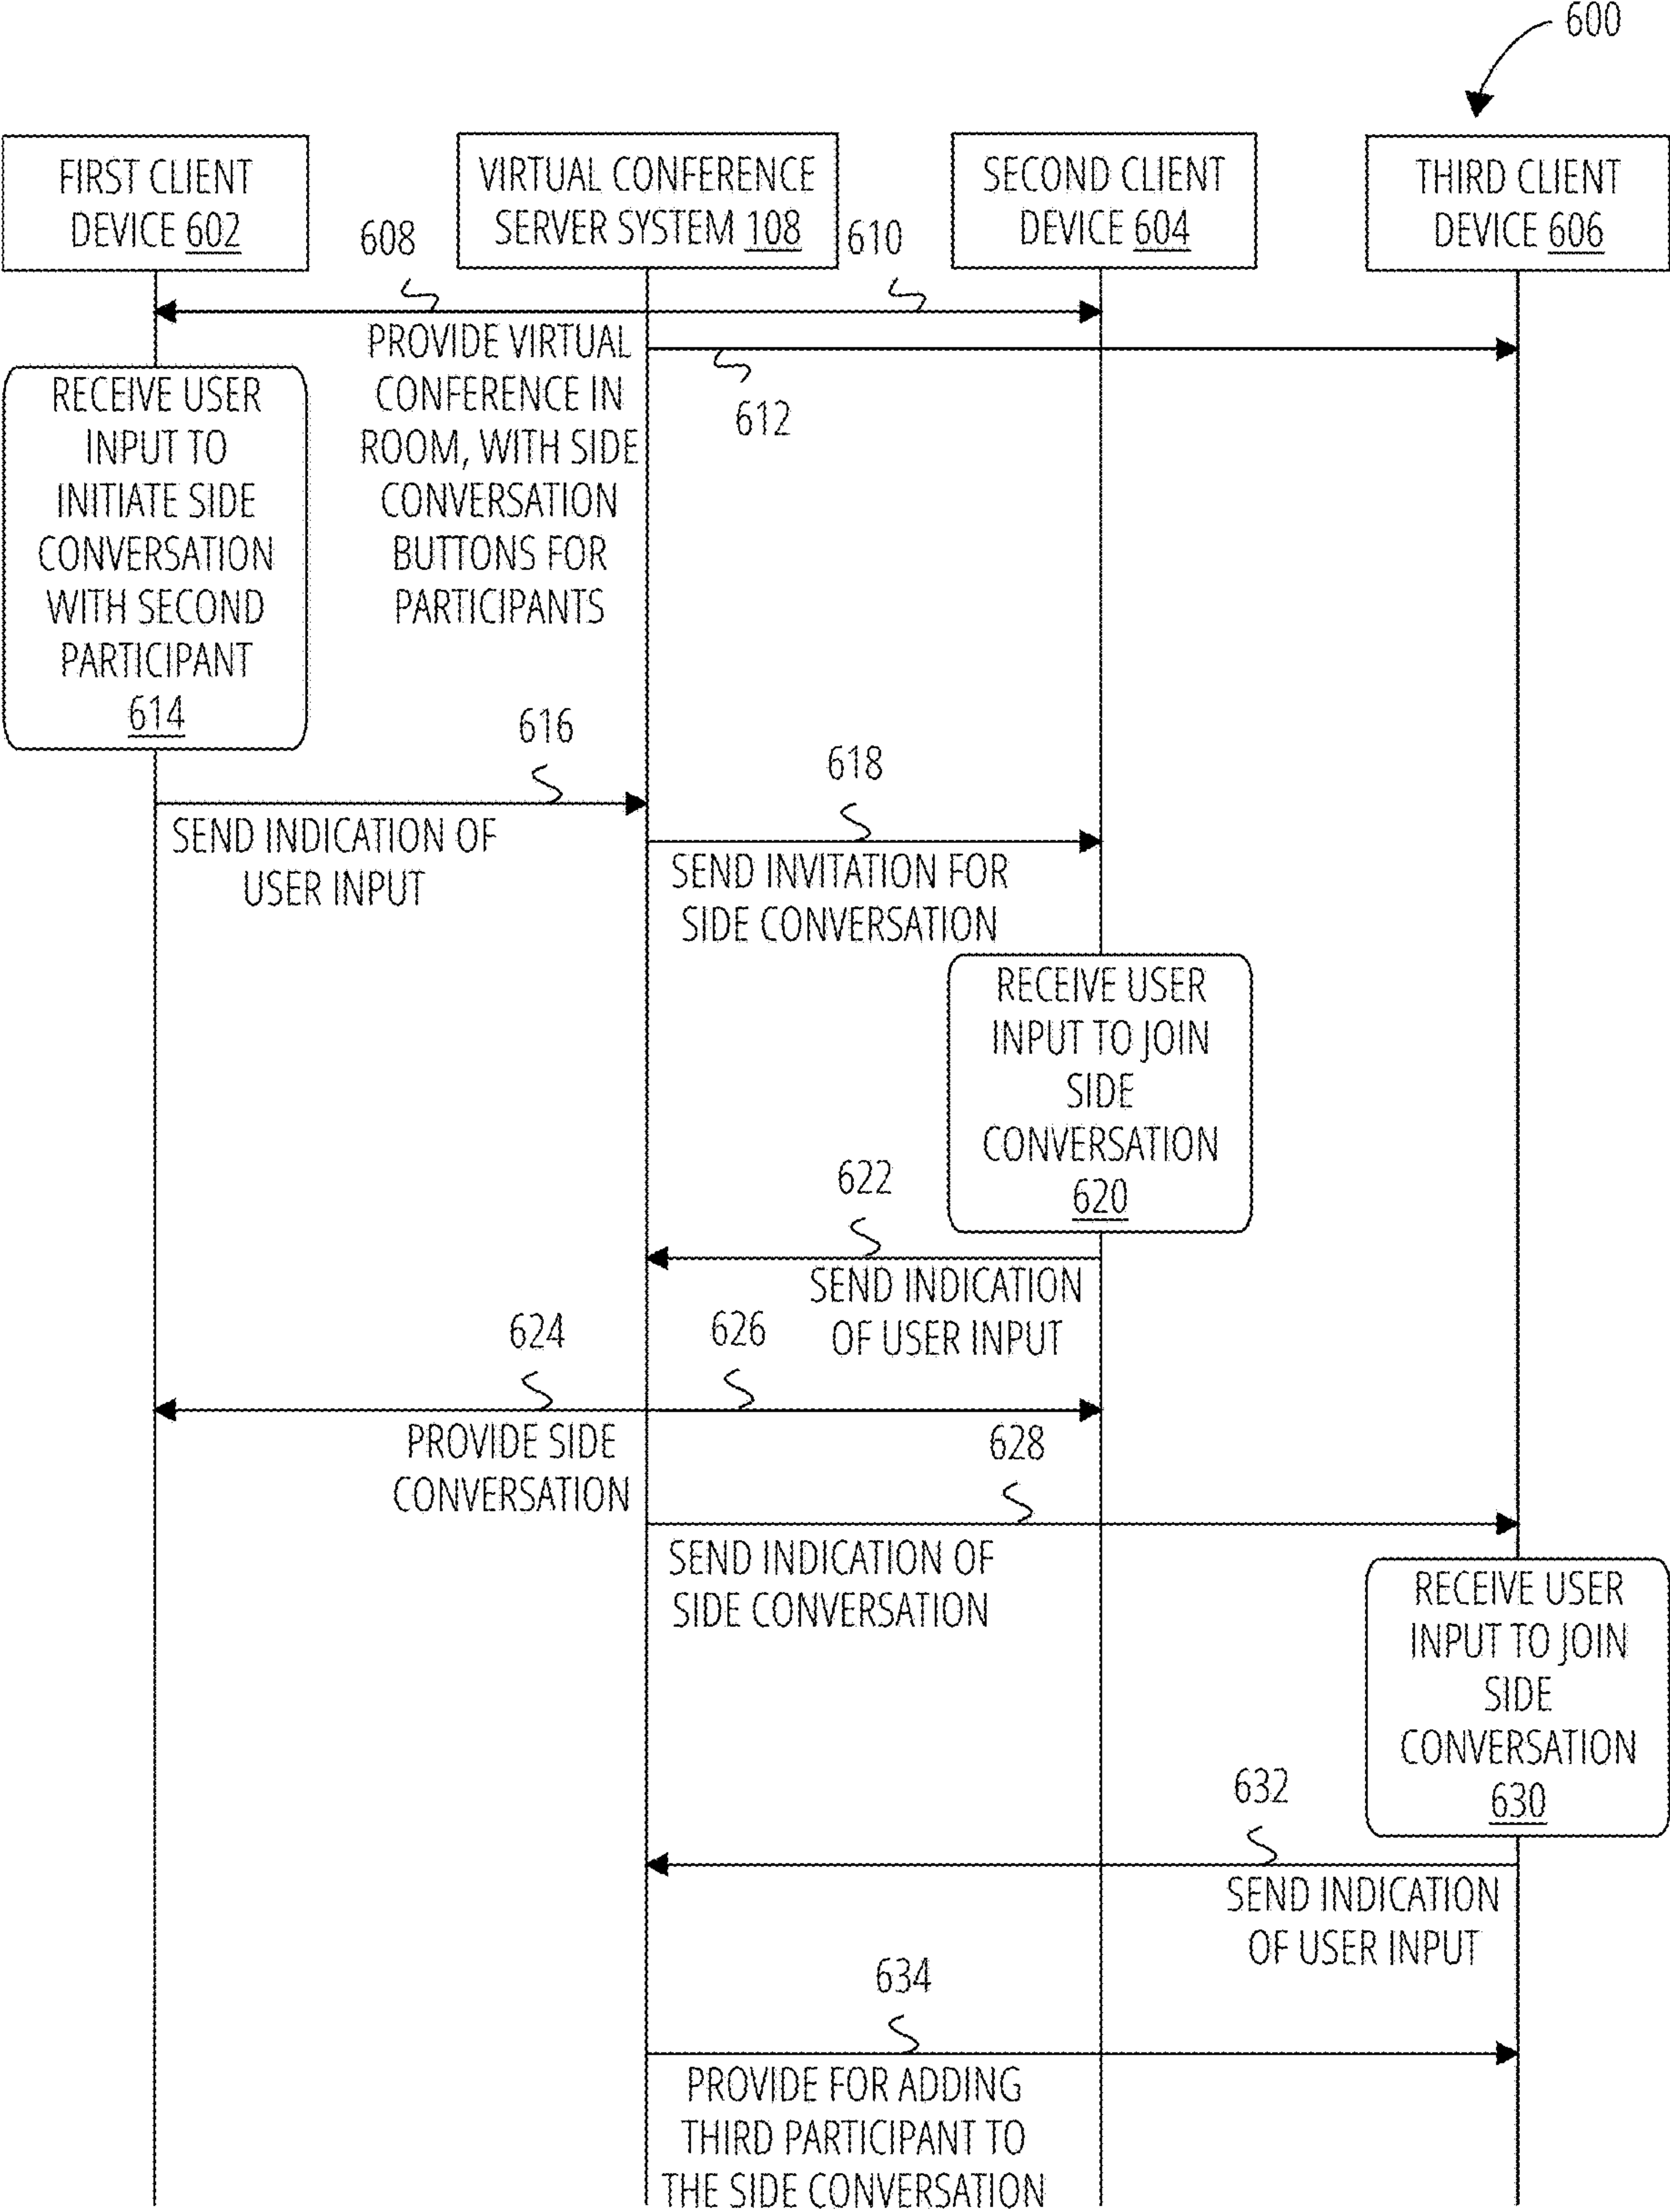 600
FIRST CLIENT
DEVICE 602
VIRTUAL CONFERENCE
SERVER SYSTEM 108
SECOND CLIENT
DEVICE 604
THIRD CLIENT
DEVICE 606
608
610
PROVIDE VIRTUAL
CONFERENCE IN
ROOM, WITH SIDE
CONVERSATION
BUTTONS FOR
PARTICIPANTS
612
RECEIVE USER
INPUT TO
INITIATE SIDE
CONVERSATION
WITH SECOND
PARTICIPANT
614
616
SEND INDICATION OF
USER INPUT
618
SEND INVITATION FOR
SIDE CONVERSATION
RECEIVE USER
INPUT TO JOIN
SIDE
CONVERSATION
620
622
SEND INDICATION
OF USER INPUT
624
626
PROVIDE SIDE
CONVERSATION
628
SEND INDICATION OF
SIDE CONVERSATION
RECEIVE USER
INPUT TO JOIN
SIDE
CONVERSATION
630
632
SEND INDICATION
OF USER INPUT
634
PROVIDE FOR ADDING
THIRD PARTICIPANT TO
THE SIDE CONVERSATION